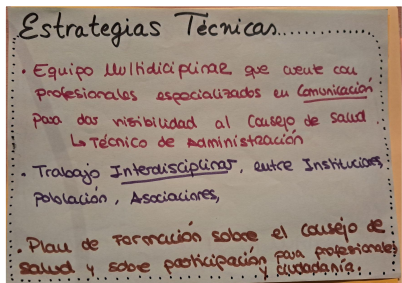 Estrategias Técnicas...............
· Equipo Multidiciplinar que cuente con
profesionales especializados en Comunicación
para dar visibilidad al Consejo de salud.
↳ Técnico de Administración
· Trabajo Interdisciplinar, entre Instituciones,
Población, Asociaciones,
· Plan de Formación sobre el consejo de
salud y sobre participación para profesionales
y ciudadanía.